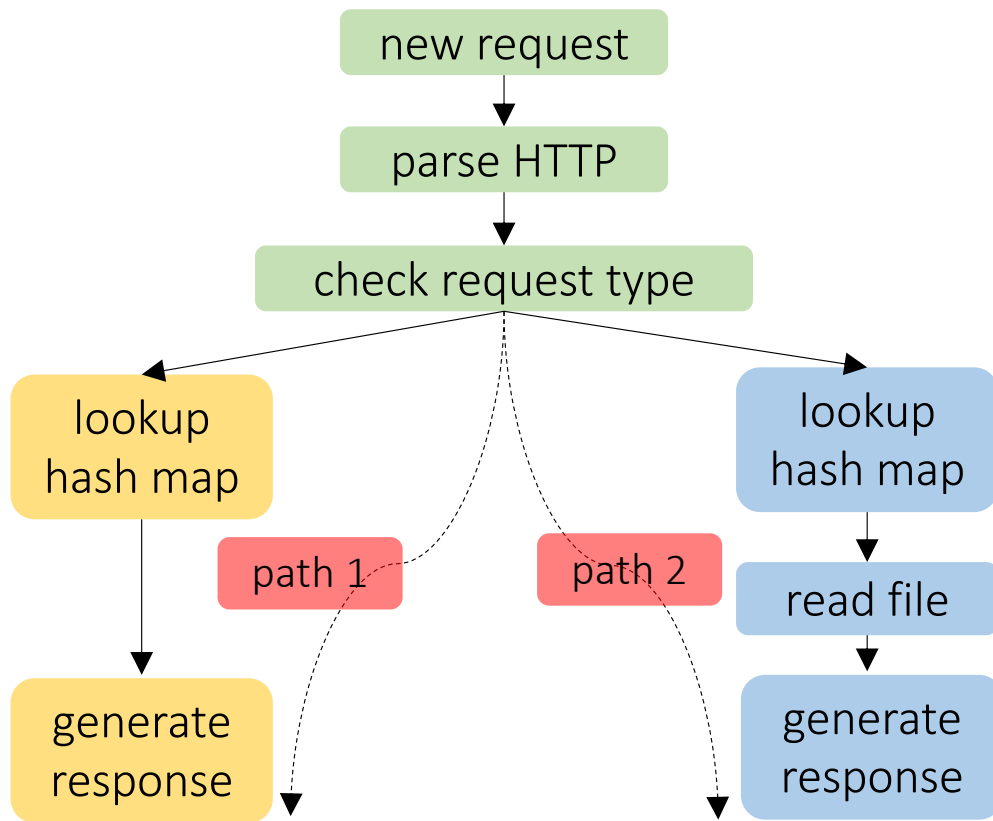 new request
parse HTTP
check request type
lookup
hash map
path 1
generate
response
path 2
lookup
hash map
read file
generate
response